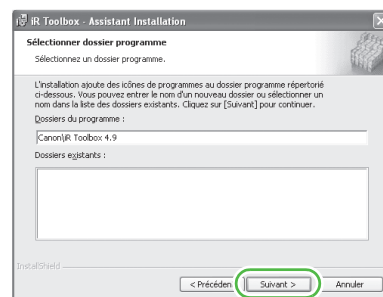 iR Toolbox - Assistant Installation
Sélectionner dossier programme
Sélectionnez un dossier programme.
L'installation ajoute des icônes de programmes au dossier programme répertorié
ci-dessous. Vous pouvez entrer le nom d'un nouveau dossier ou sélectionner un
nom dans la liste des dossiers existants. Cliquez sur [Suivant] pour continuer.
Dossiers du programme :
Canon\iR Toolbox 4.9
Dossiers existants :
InstallShield
< Précéden
Suivant >
Annuler